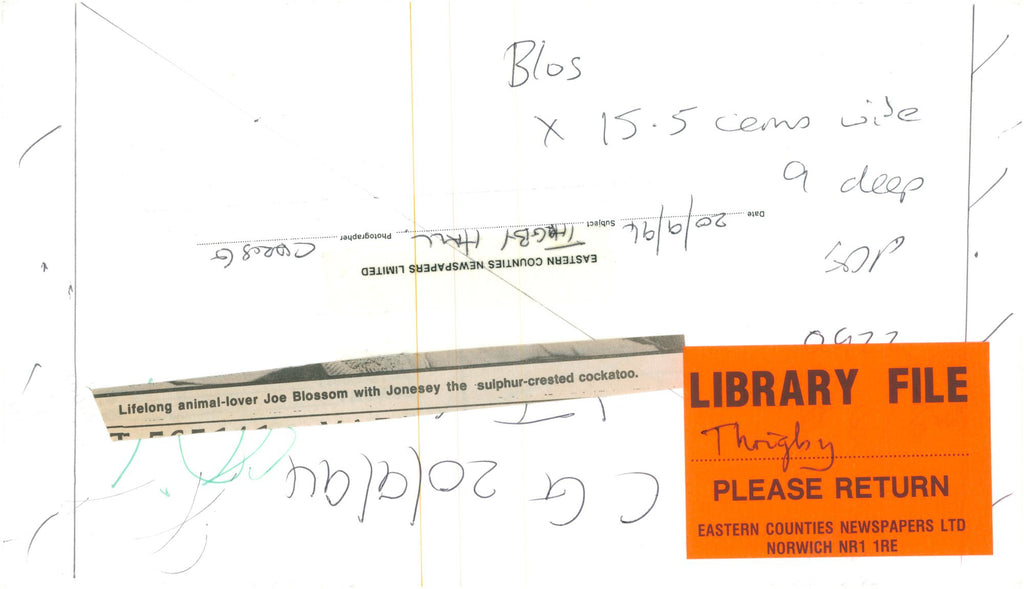 Blos
x 15.5 cems wide
9 deep
Date 20/9/94 Subject THRIGBY HALL Photographer
EASTERN COUNTIES NEWSPAPERS LIMITED
Lifelong animal-lover Joe Blossom with Jonesey the sulphur-crested cockatoo.
CG 20/9/94
LIBRARY FILE
Thrigby
PLEASE RETURN
EASTERN COUNTIES NEWSPAPERS LTD
NORWICH NR1 1RE